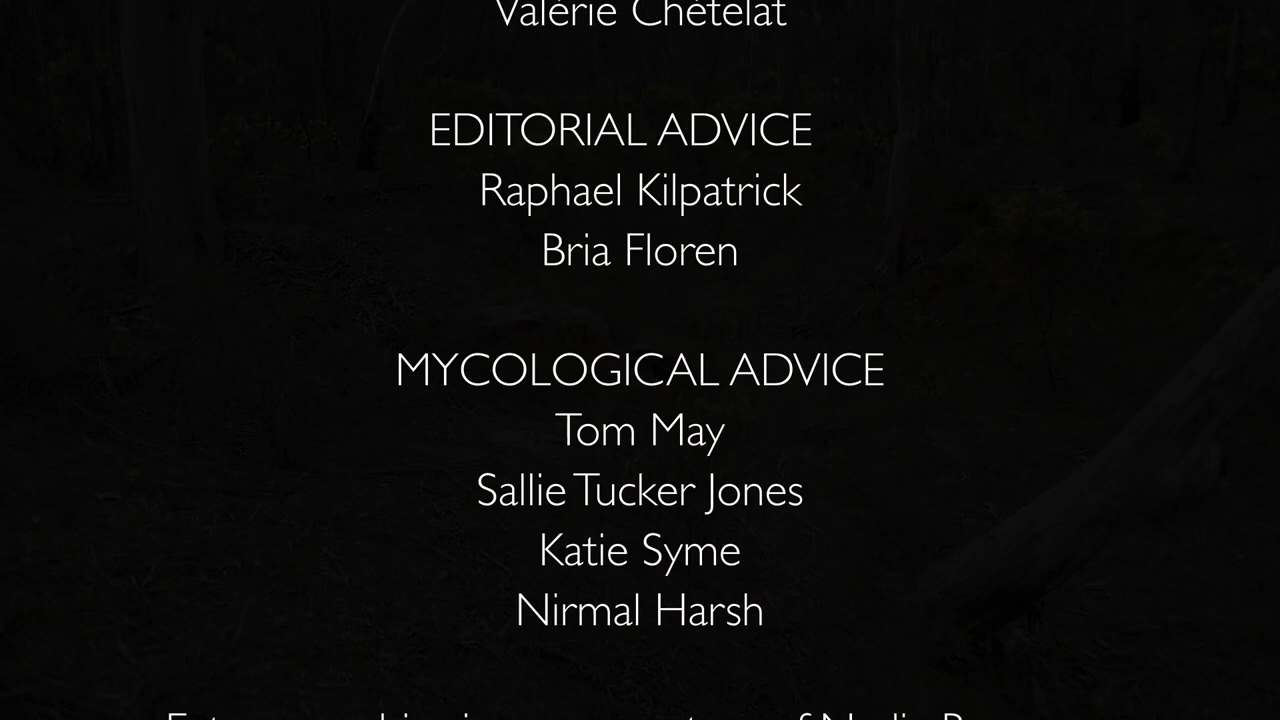 Valérie Chételat
EDITORIAL ADVICE
Raphael Kilpatrick
Bria Floren
MYCOLOGICAL ADVICE
Tom May
Sallie Tucker Jones
Katie Syme
Nirmal Harsh